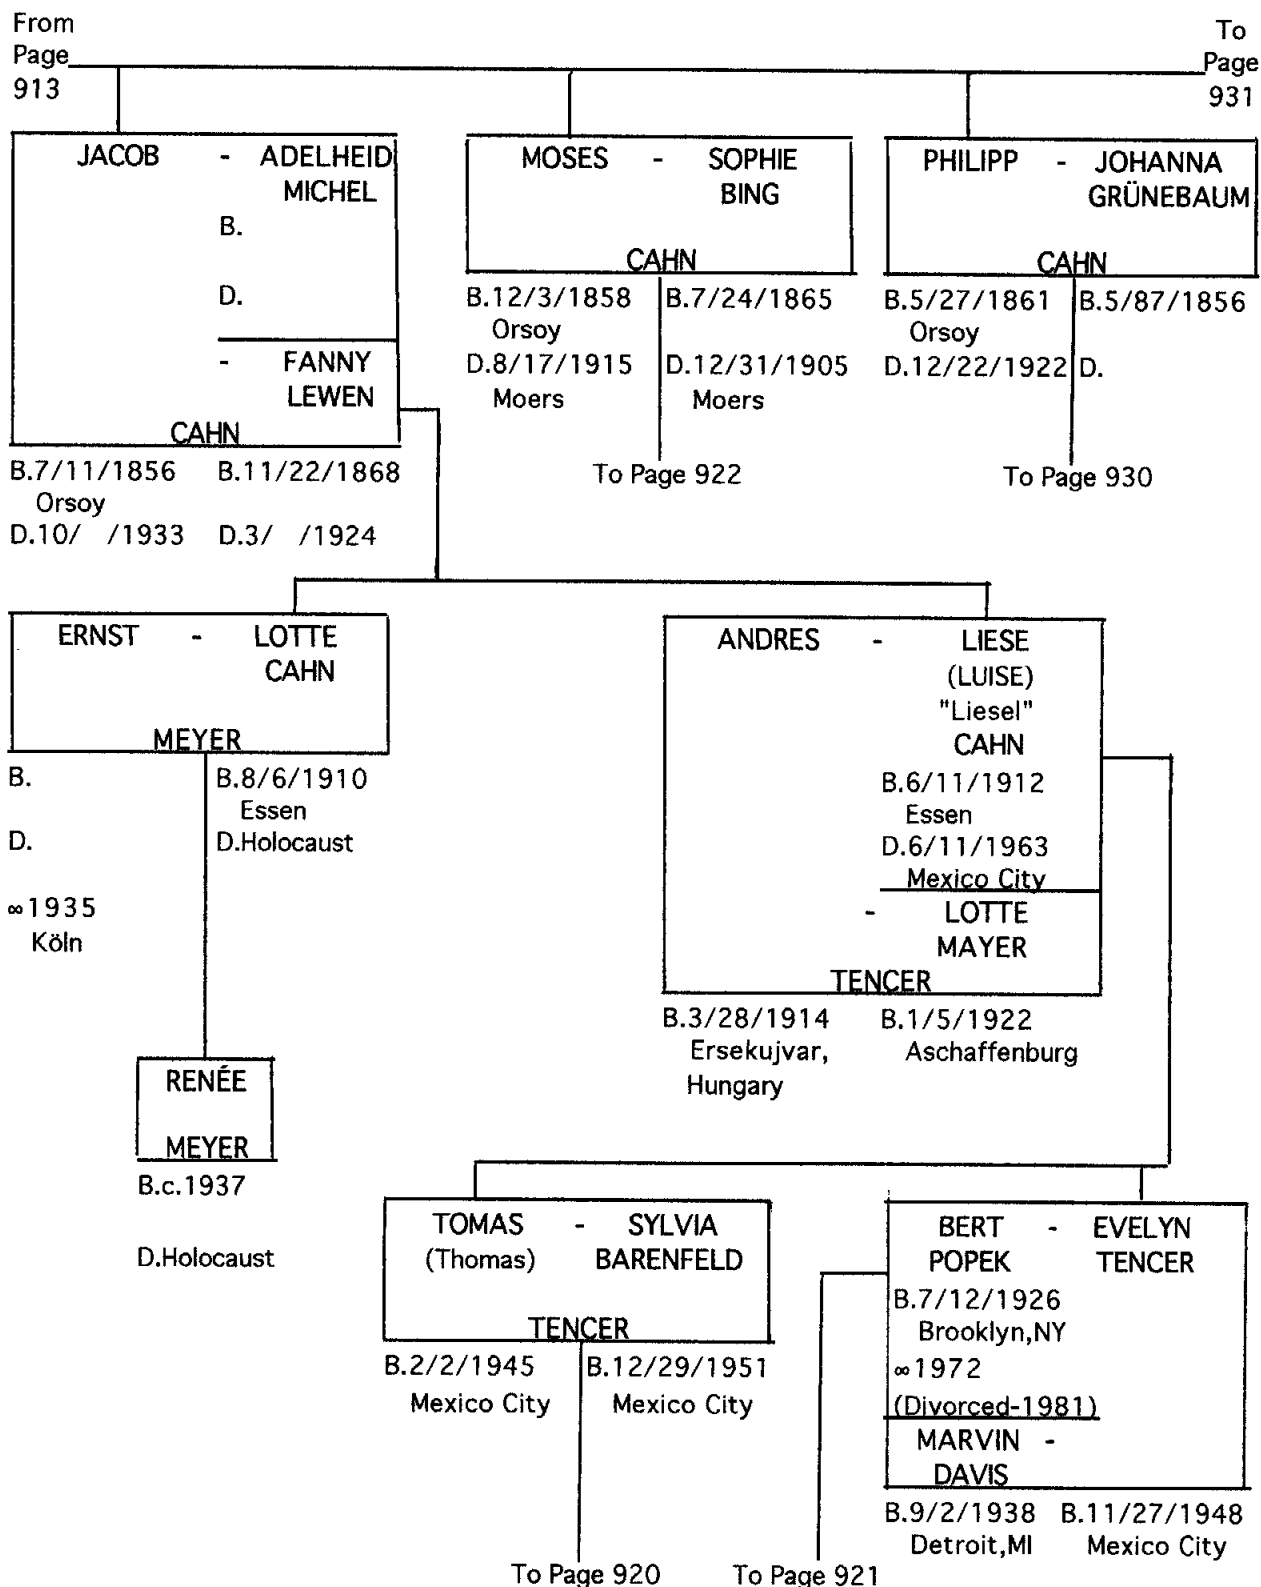 From
Page
913
To
Page
931
JACOB - ADELHEID
MICHEL
B.
D.
- FANNY
LEWEN
CAHN
B.7/11/1856 B.11/22/1868
Orsoy
D.10/ /1933 D.3/ /1924
MOSES - SOPHIE
BING
CAHN
B.12/3/1858 B.7/24/1865
Orsoy
D.8/17/1915 D.12/31/1905
Moers Moers
To Page 922
PHILIPP - JOHANNA
GRÜNEBAUM
CAHN
B.5/27/1861 B.5/87/1856
Orsoy
D.12/22/1922 D.
To Page 930
ERNST - LOTTE
CAHN
MEYER
B. B.8/6/1910
Essen
D. D.Holocaust
∞1935
Köln
ANDRES - LIESE
(LUISE)
"Liesel"
CAHN
B.6/11/1912
Essen
D.6/11/1963
Mexico City
- LOTTE
MAYER
TENCER
B.3/28/1914 B.1/5/1922
Ersekujvar, Aschaffenburg
Hungary
RENÉE
MEYER
B.c.1937
D.Holocaust
TOMAS - SYLVIA
(Thomas) BARENFELD
TENCER
B.2/2/1945 B.12/29/1951
Mexico City Mexico City
To Page 920
BERT - EVELYN
POPEK TENCER
B.7/12/1926
Brooklyn,NY
∞1972
(Divorced-1981)
MARVIN -
DAVIS
B.9/2/1938 B.11/27/1948
Detroit,MI Mexico City
To Page 921